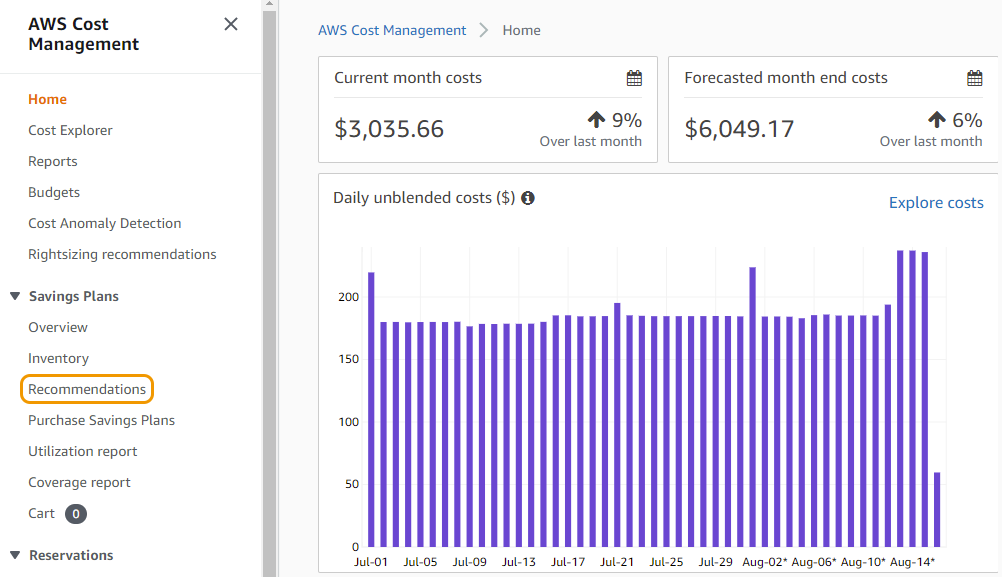 AWS Cost
Management
Home
Cost Explorer
Reports
Budgets
Cost Anomaly Detection
Rightsizing recommendations
Savings Plans
Overview
Inventory
Recommendations
Purchase Savings Plans
Utilization report
Coverage report
Cart 0
Reservations
AWS Cost Management > Home
Current month costs
$3,035.66
9%
Over last month
Forecasted month end costs
$6,049.17
6%
Over last month
Daily unblended costs ($)
Explore costs
200
150
100
50
0
Jul-01 Jul-05 Jul-09 Jul-13 Jul-17 Jul-21 Jul-25 Jul-29 Aug-02* Aug-06* Aug-10* Aug-14*